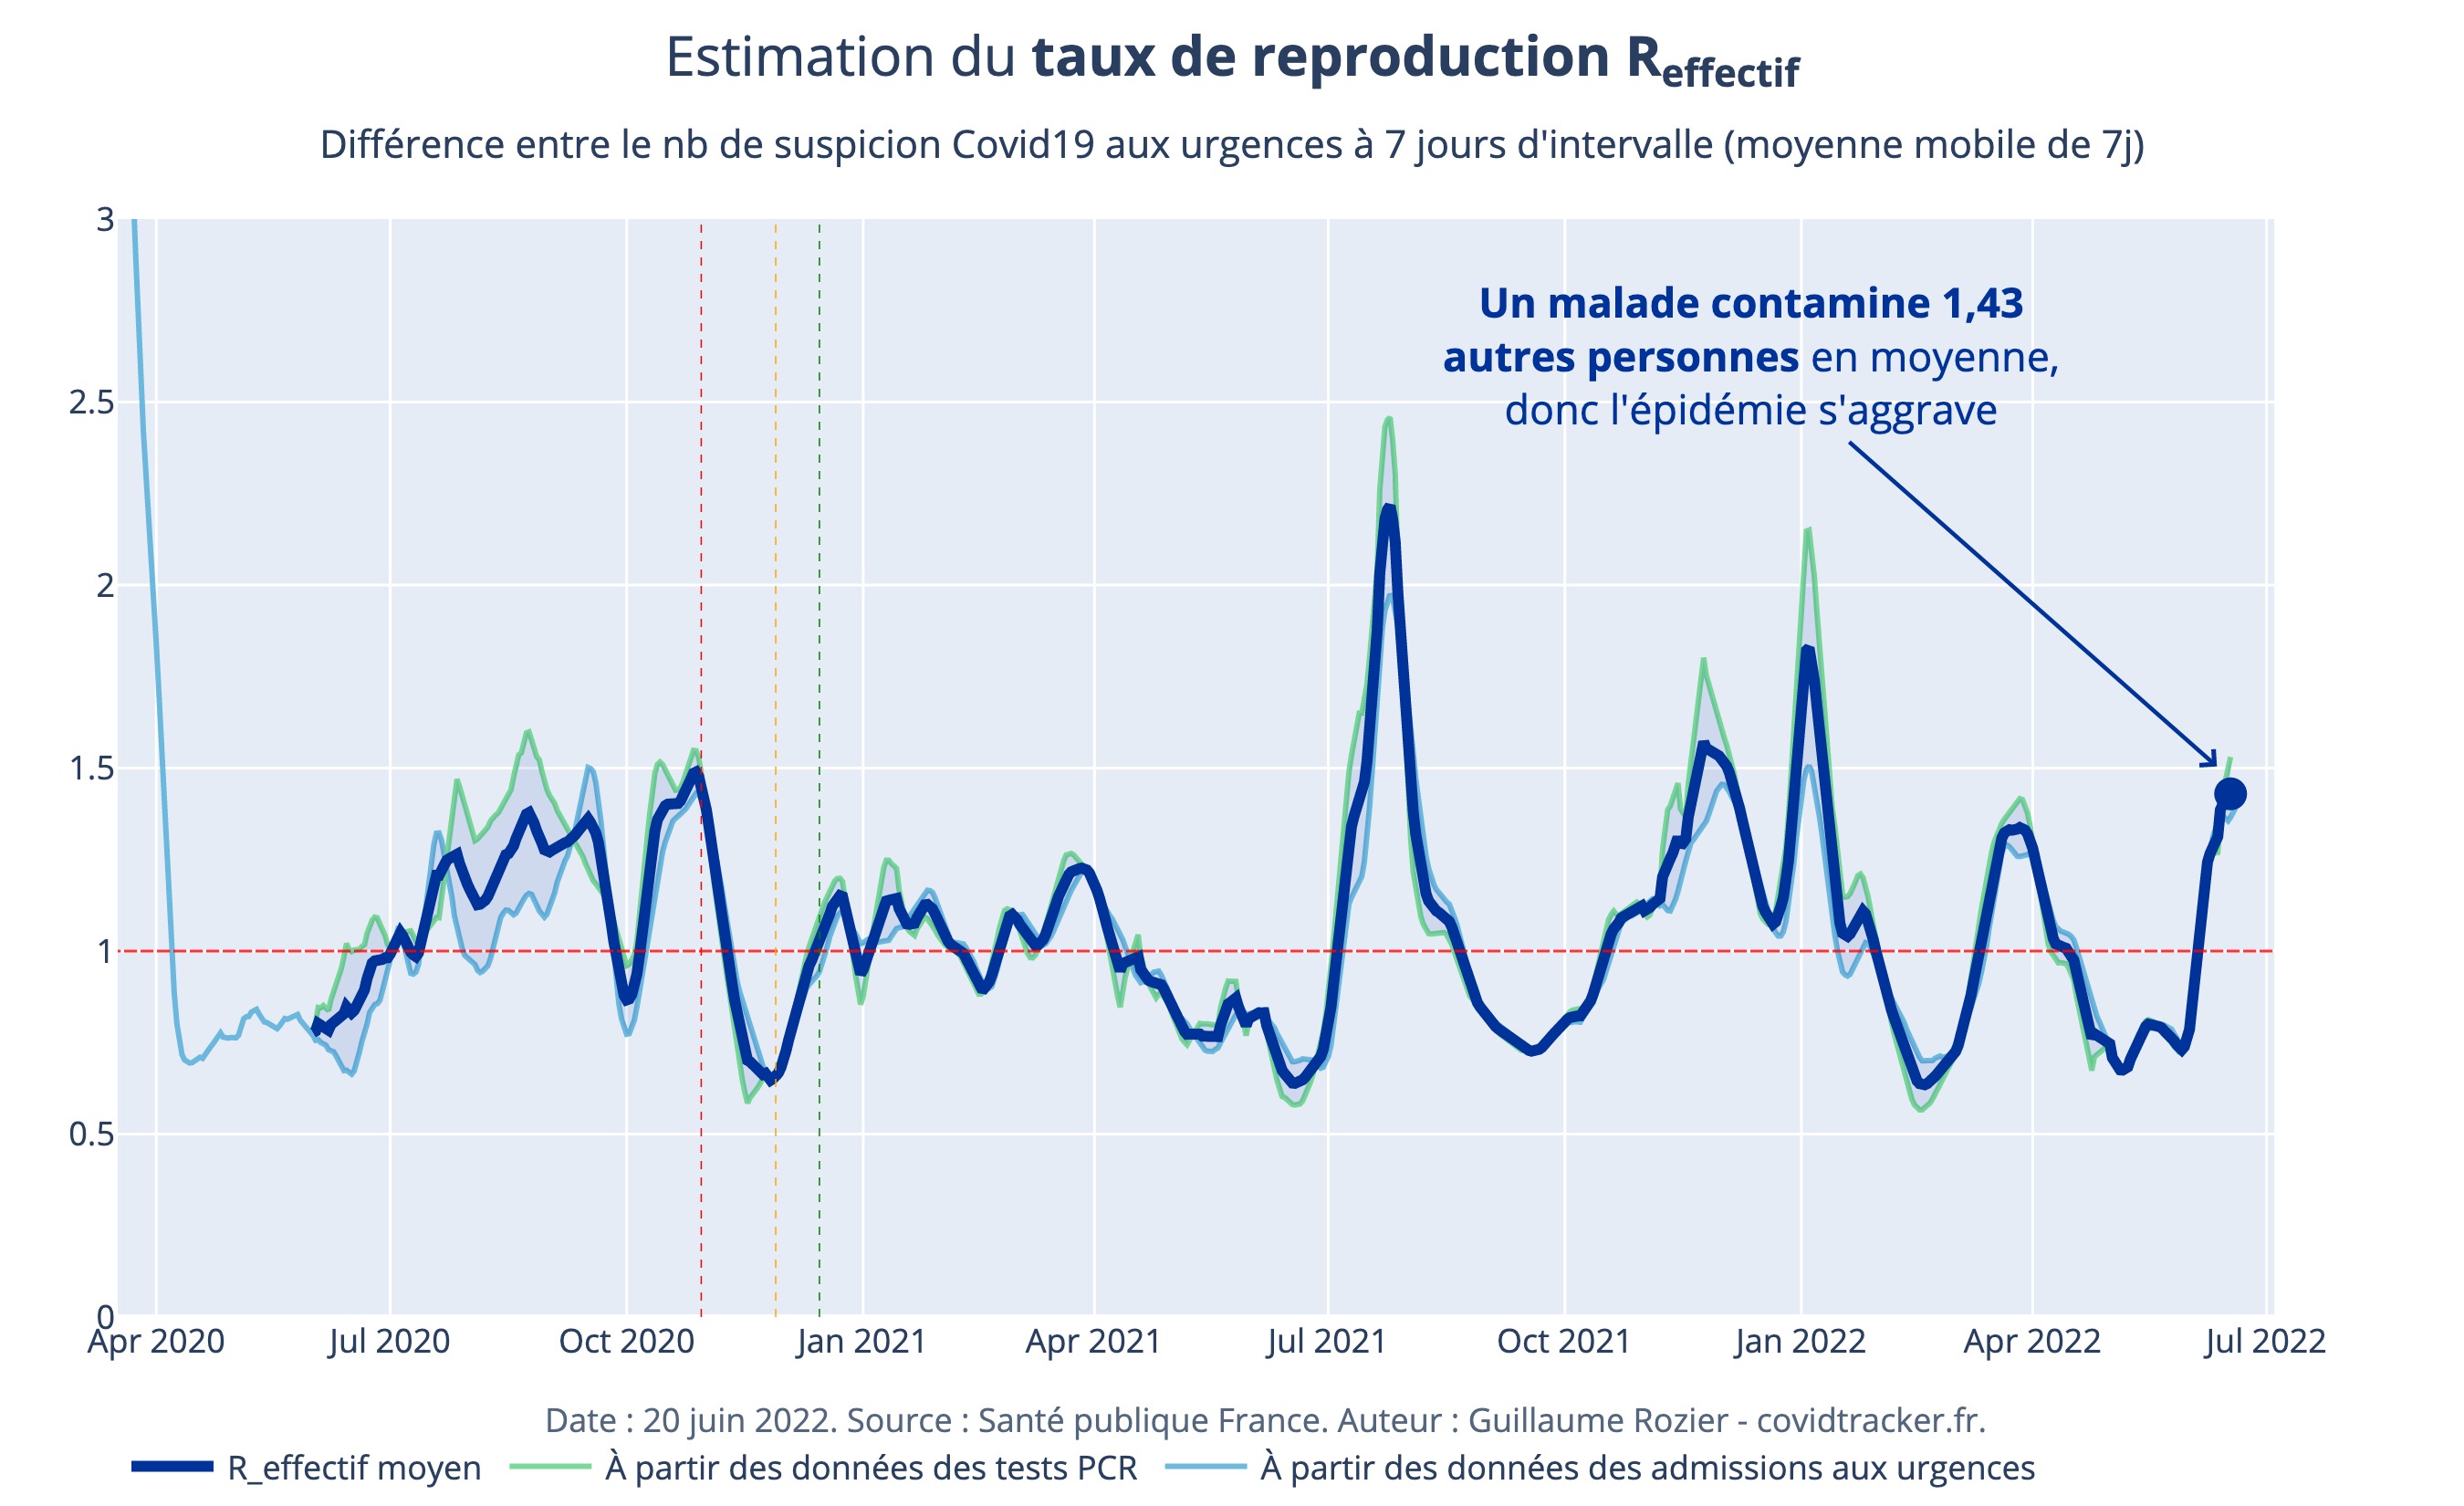 Estimation du taux de reproduction Reffectif
Différence entre le nb de suspicion Covid19 aux urgences à 7 jours d'intervalle (moyenne mobile de 7j)
3
2.5
2
1.5
1
0.5
0
Un malade contamine 1,43
autres personnes en moyenne,
donc l'épidémie s'aggrave
Apr 2020 Jul 2020 Oct 2020 Jan 2021 Apr 2021 Jul 2021 Oct 2021 Jan 2022 Apr 2022 Jul 2022
Date : 20 juin 2022. Source : Santé publique France. Auteur : Guillaume Rozier - covidtracker.fr.
R_effectif moyen À partir des données des tests PCR À partir des données des admissions aux urgences